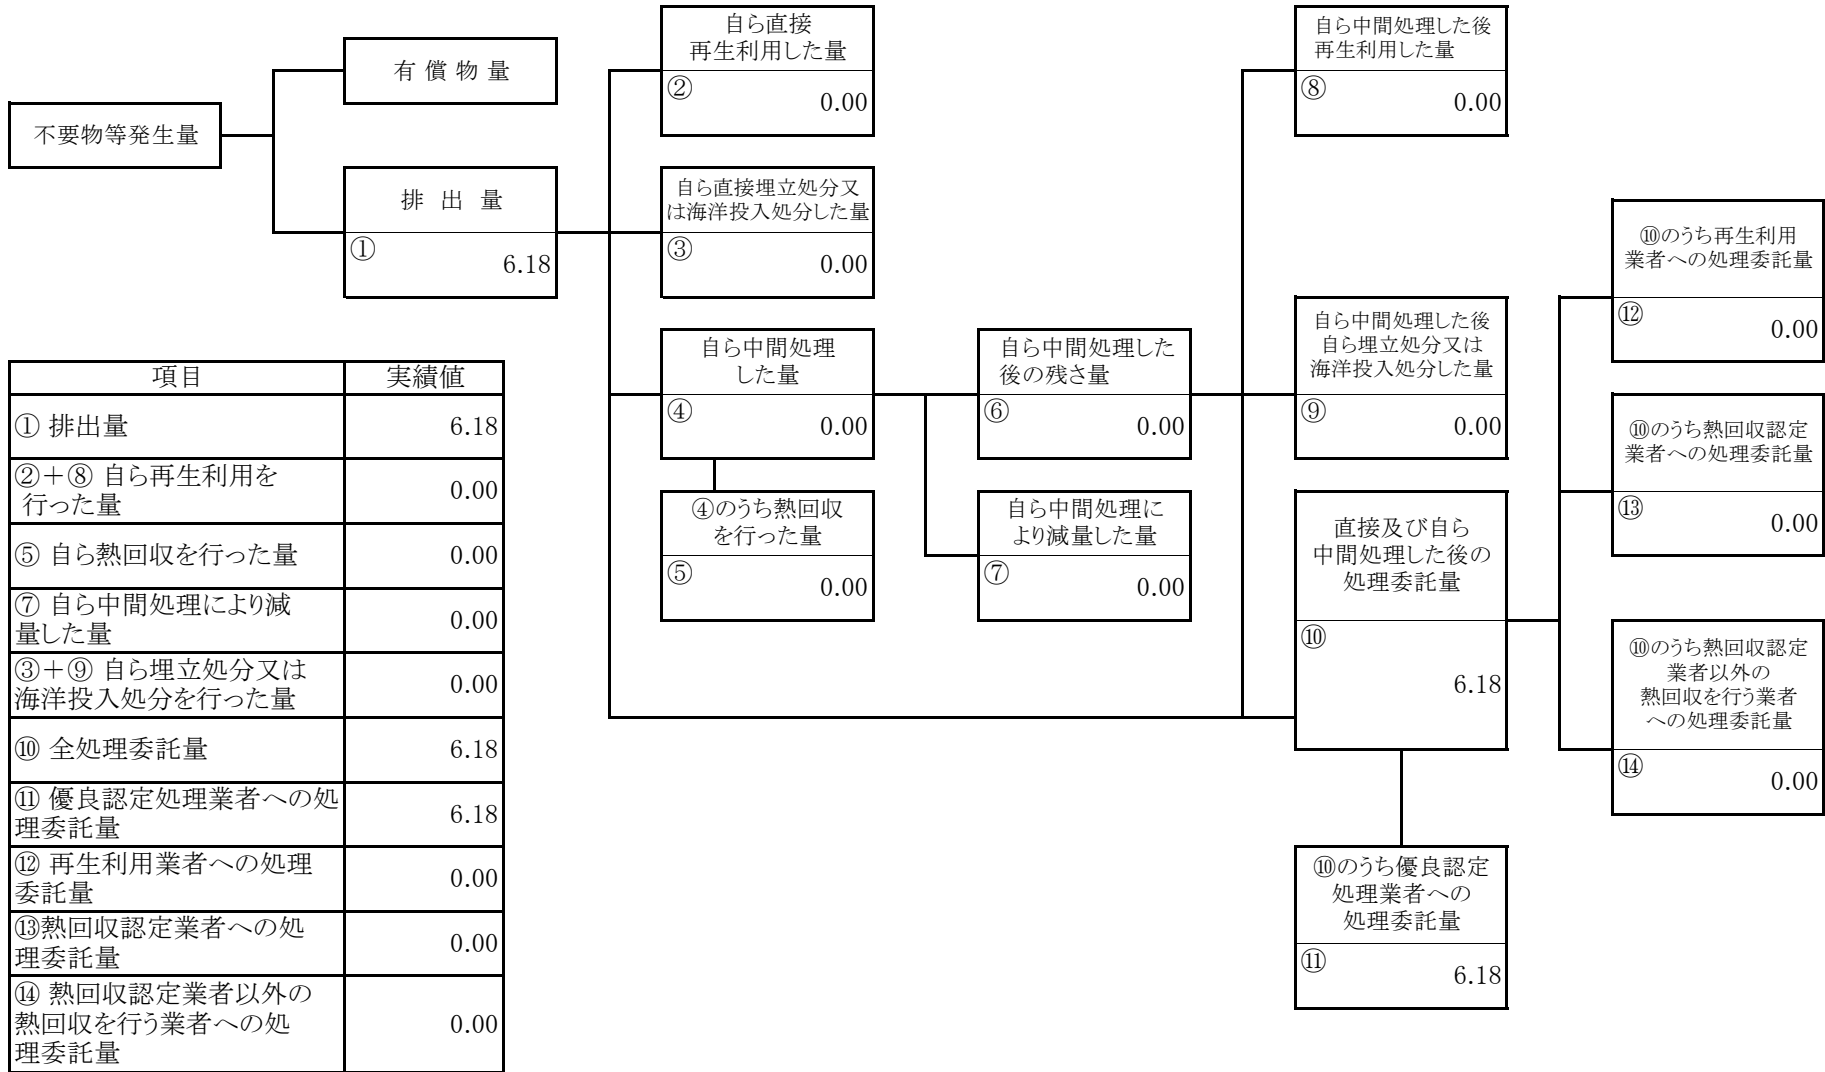 不要物等発生量
有 償 物 量
排 出 量
①
6.18
自ら直接
再生利用した量
②
0.00
自ら直接埋立処分又
は海洋投入処分した量
③
0.00
自ら中間処理
した量
④
0.00
④のうち熱回収
を行った量
⑤
0.00
自ら中間処理した
後の残さ量
⑥
0.00
自ら中間処理に
より減量した量
⑦
0.00
自ら中間処理した後
再生利用した量
⑧
0.00
自ら中間処理した後
自ら埋立処分又は
海洋投入処分した量
⑨
0.00
直接及び自ら
中間処理した後の
処理委託量
⑩
6.18
⑩のうち優良認定
処理業者への
処理委託量
⑪
6.18
⑩のうち再生利用
業者への処理委託量
⑫
0.00
⑩のうち熱回収認定
業者への処理委託量
⑬
0.00
⑩のうち熱回収認定
業者以外の
熱回収を行う業者
への処理委託量
⑭
0.00
項目 実績値
① 排出量 6.18
②＋⑧ 自ら再生利用を
行った量 0.00
⑤ 自ら熱回収を行った量 0.00
⑦ 自ら中間処理により減
量した量 0.00
③＋⑨ 自ら埋立処分又は
海洋投入処分を行った量 0.00
⑩ 全処理委託量 6.18
⑪ 優良認定処理業者への処
理委託量 6.18
⑫ 再生利用業者への処理
委託量 0.00
⑬熱回収認定業者への処
理委託量 0.00
⑭ 熱回収認定業者以外の
熱回収を行う業者への処
理委託量 0.00